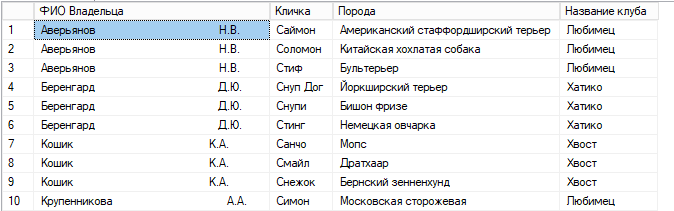 ФИО Владельца Кличка Порода Название клуба
1 Аверьянов Н.В. Саймон Американский стаффордширский терьер Любимец
2 Аверьянов Н.В. Соломон Китайская хохлатая собака Любимец
3 Аверьянов Н.В. Стиф Бультерьер Любимец
4 Беренгард Д.Ю. Снуп Дог Йоркширский терьер Хатико
5 Беренгард Д.Ю. Снупи Бишон фризе Хатико
6 Беренгард Д.Ю. Стинг Немецкая овчарка Хатико
7 Кошик К.А. Санчо Мопс Хвост
8 Кошик К.А. Смайл Дратхаар Хвост
9 Кошик К.А. Снежок Бернский зенненхунд Хвост
10 Крупенникова А.А. Симон Московская сторожевая Любимец